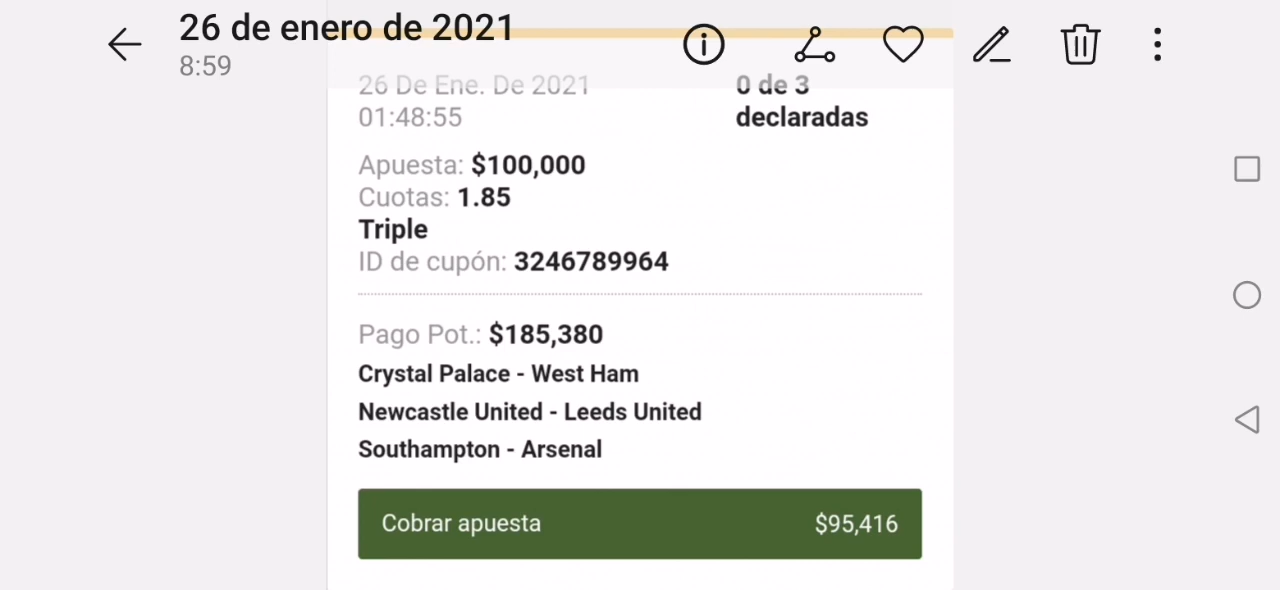 26 de enero de 2021
8:59
26 De Ene. De 2021
01:48:55
0 de 3
declaradas
Apuesta: $100,000
Cuotas: 1.85
Triple
ID de cupón: 3246789964
Pago Pot.: $185,380
Crystal Palace - West Ham
Newcastle United - Leeds United
Southampton - Arsenal
Cobrar apuesta $95,416